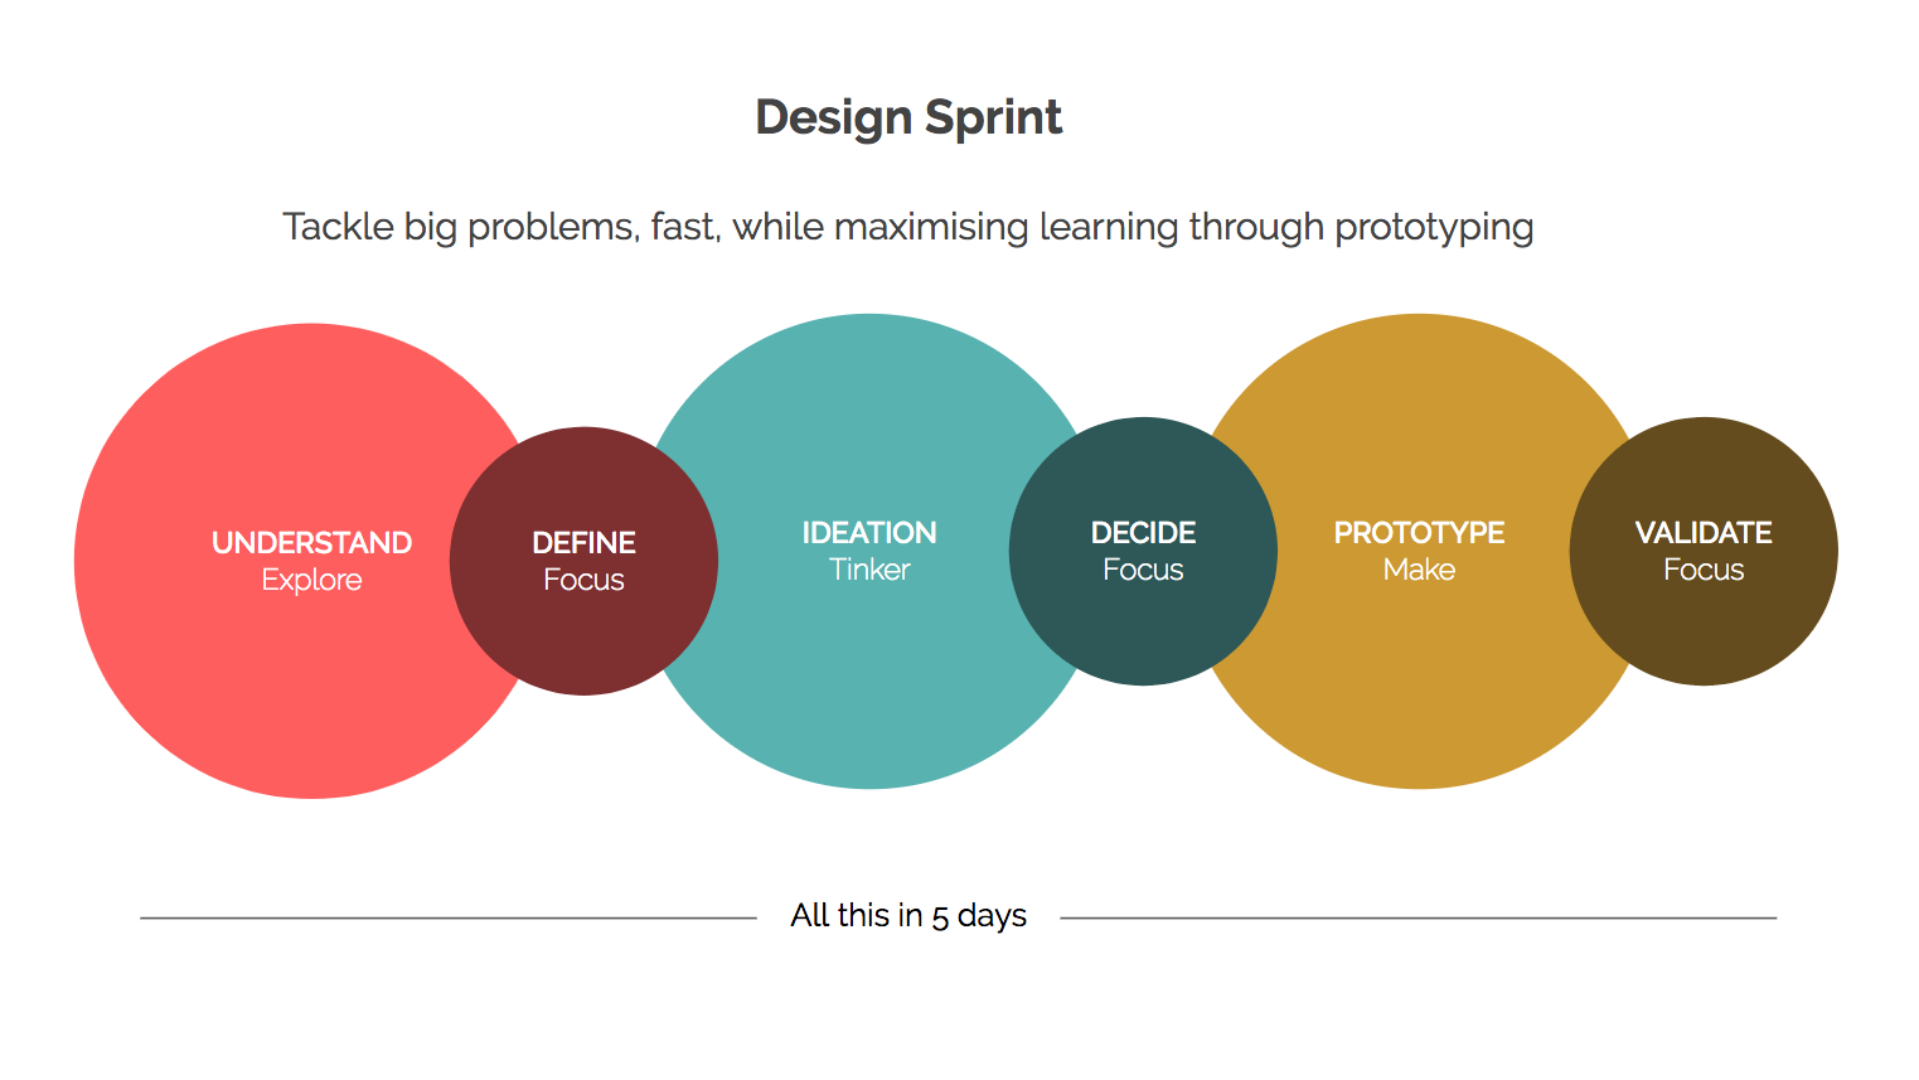 Design Sprint
Tackle big problems, fast, while maximising learning through prototyping
UNDERSTAND
Explore
DEFINE
Focus
IDEATION
Tinker
DECIDE
Focus
PROTOTYPE
Make
VALIDATE
Focus
All this in 5 days